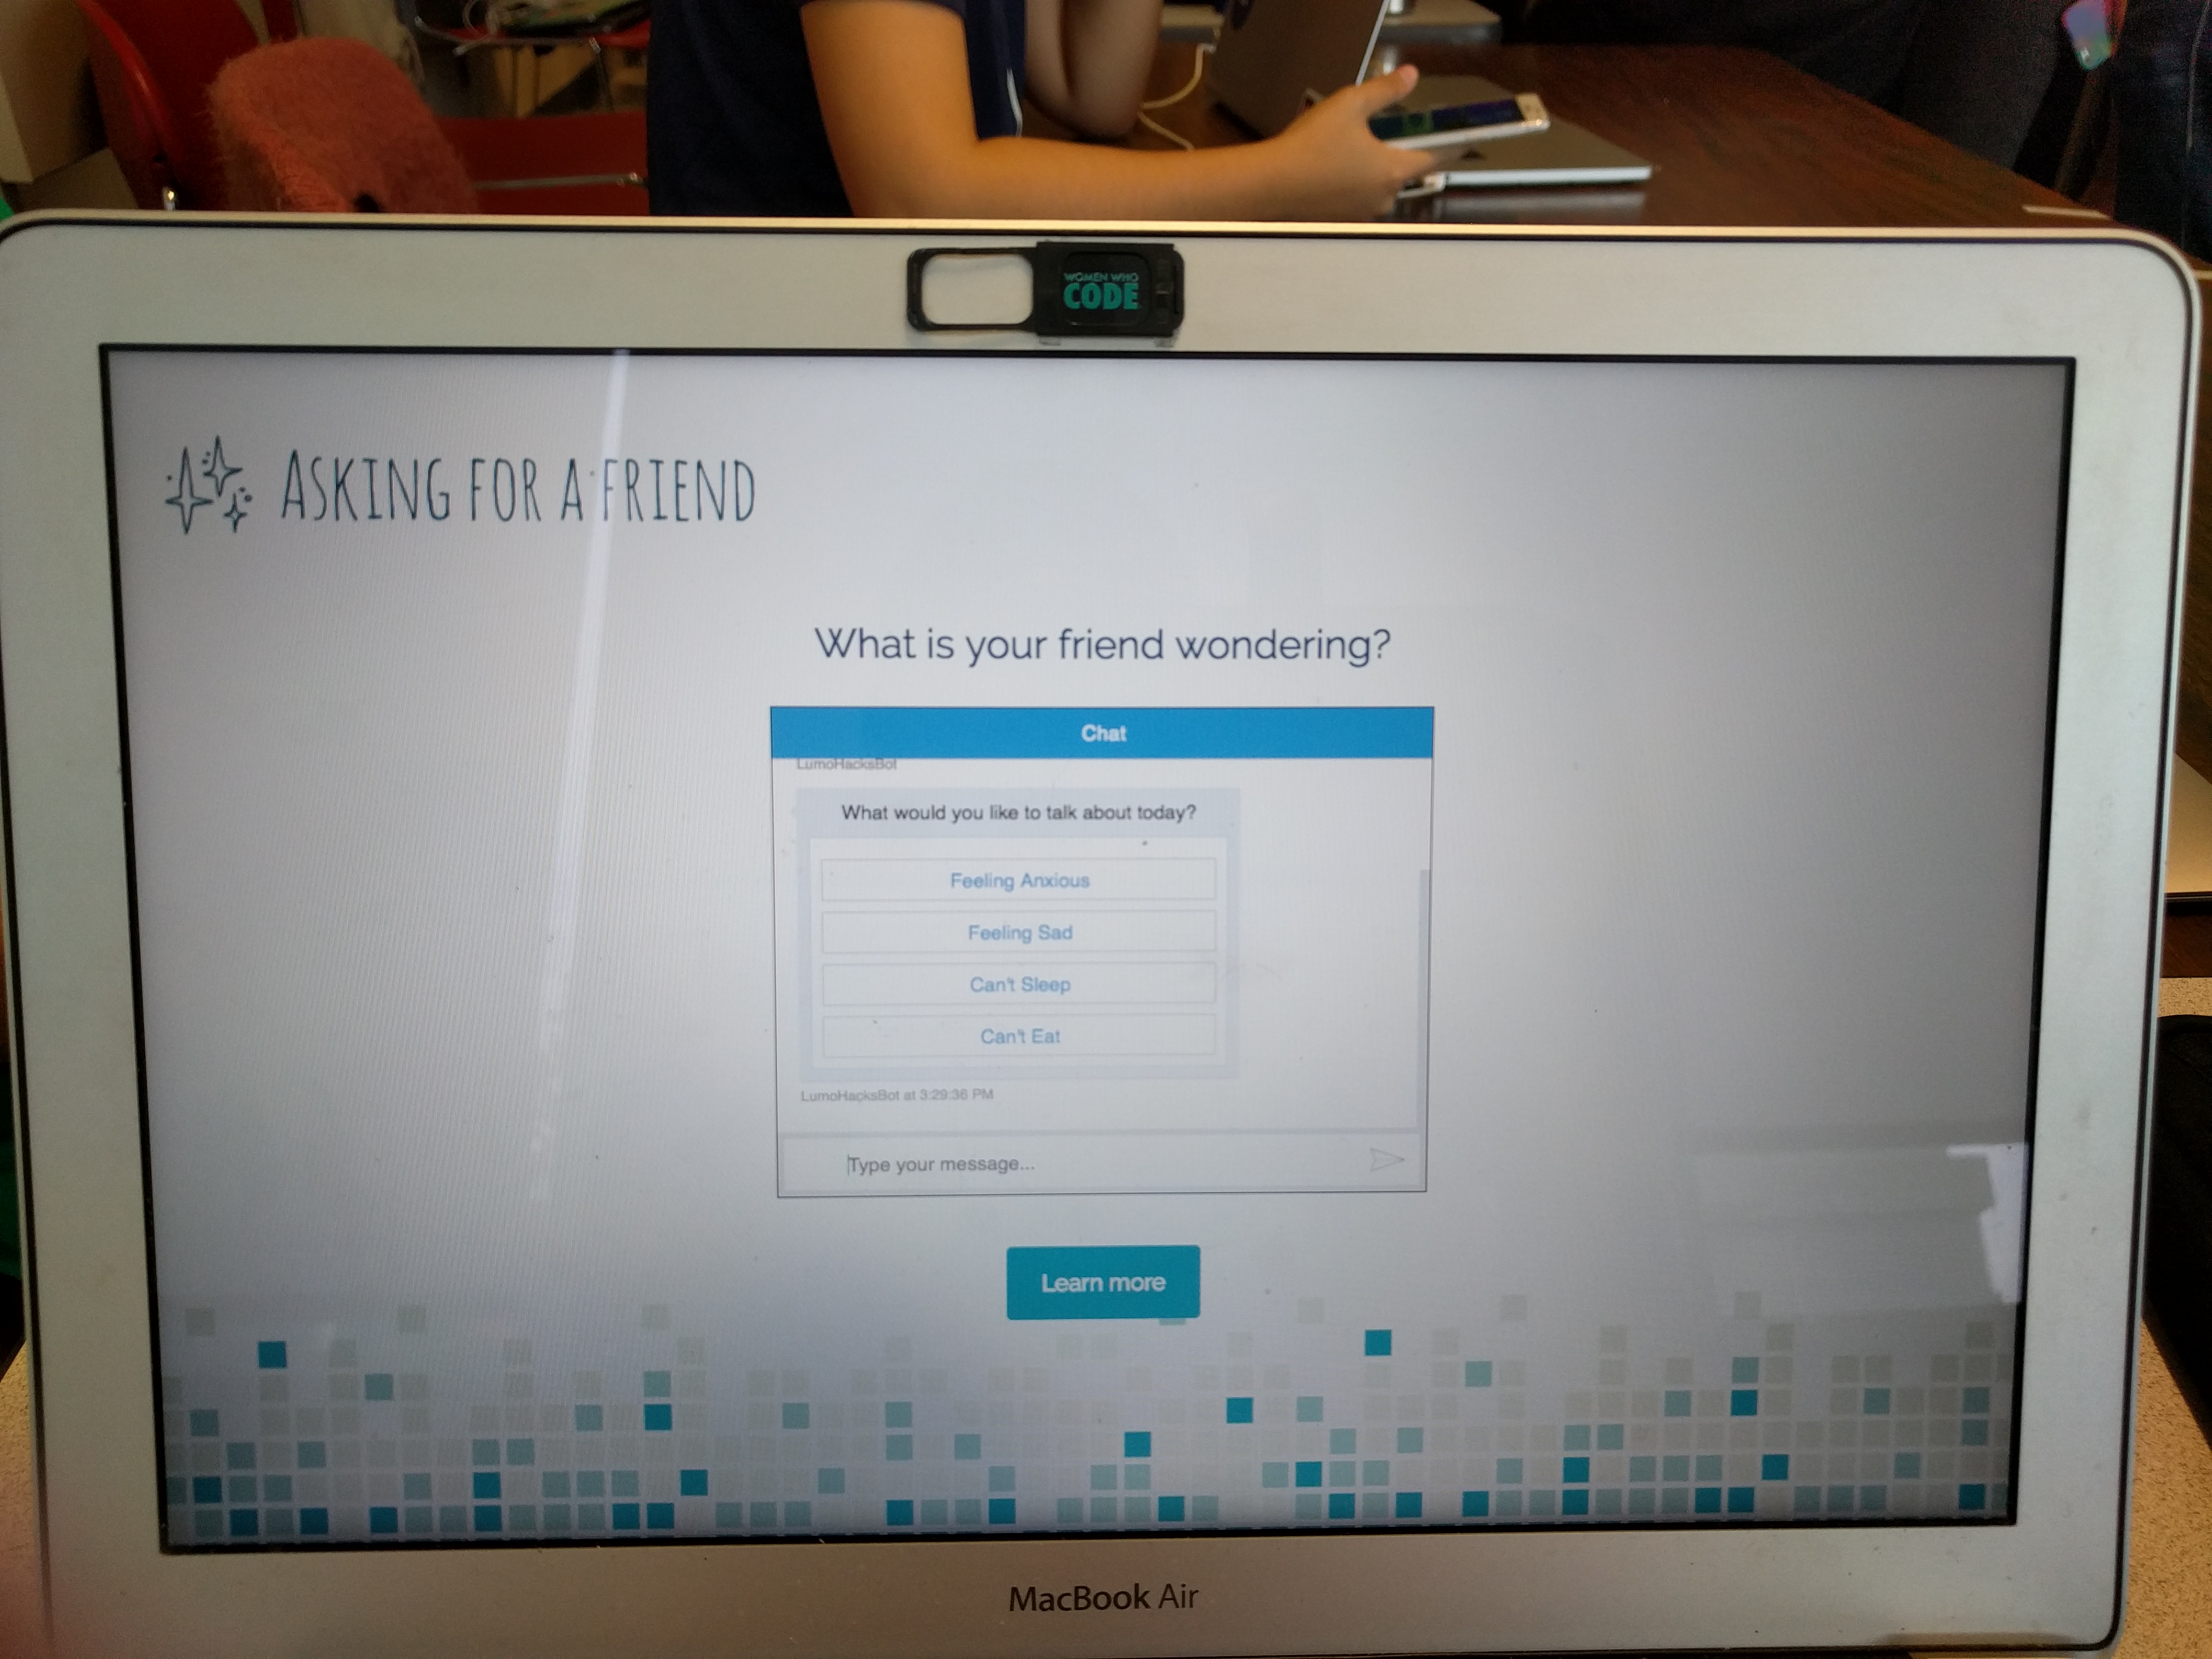 WOMEN WHO
CODE
ASKING FOR A FRIEND
What is your friend wondering?
Chat
LumoHacksBot
What would you like to talk about today?
Feeling Anxious
Feeling Sad
Can't Sleep
Can't Eat
LumoHacksBot at 3:29:36 PM
Type your message...
Learn more
MacBook Air